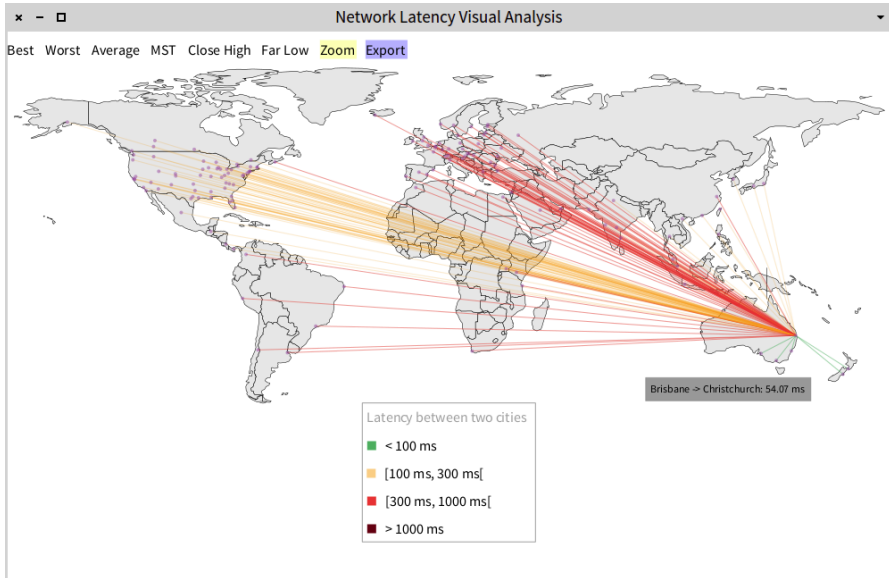 Network Latency Visual Analysis
Best Worst Average MST Close High Far Low Zoom Export
Brisbane -> Christchurch: 54.07 ms
Latency between two cities
< 100 ms
[100 ms, 300 ms[
[300 ms, 1000 ms[
> 1000 ms